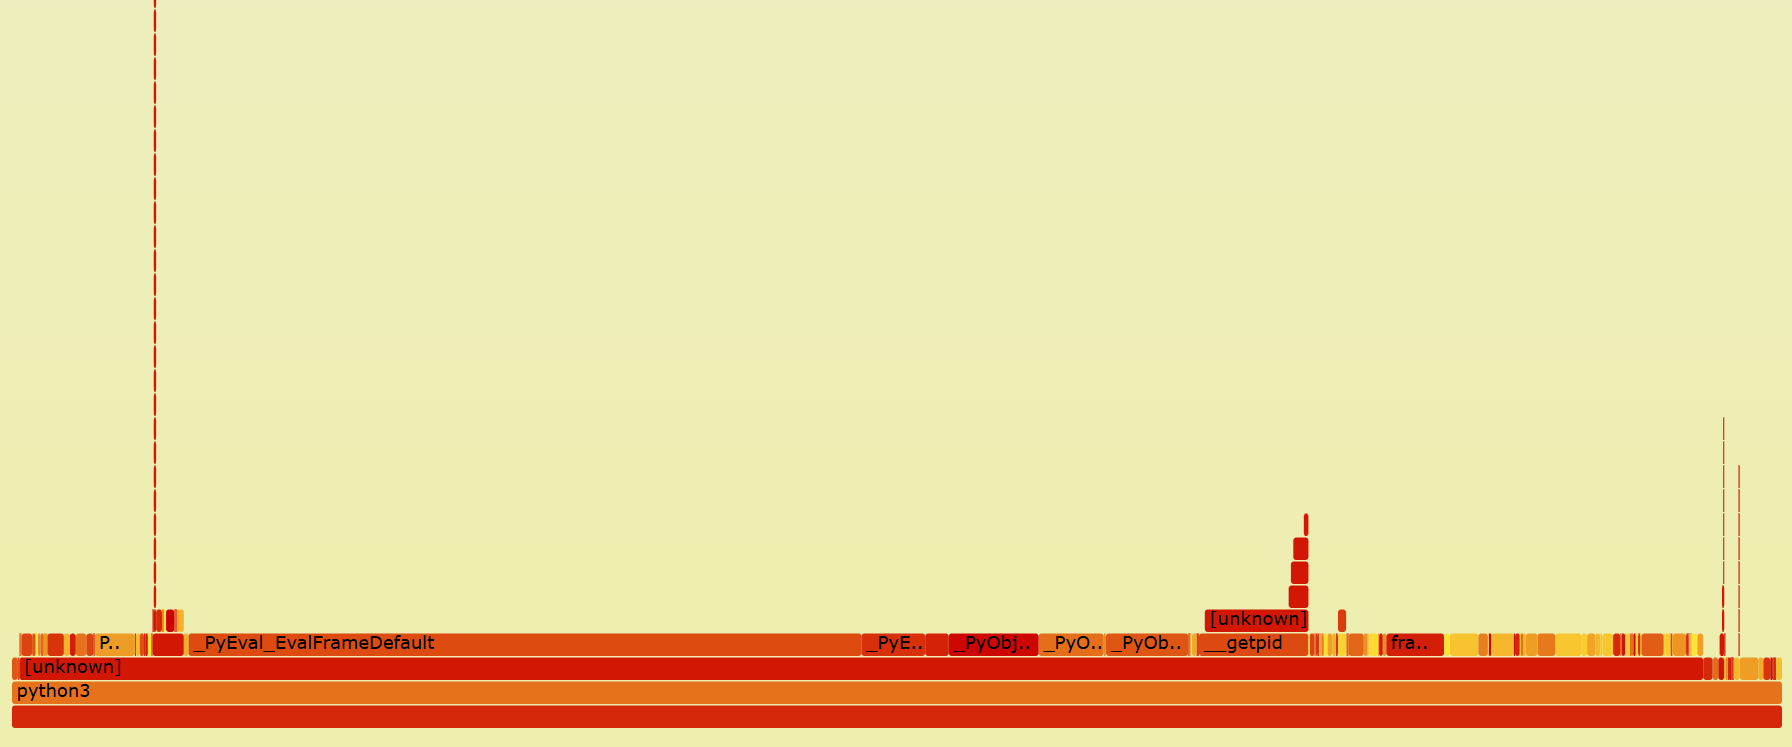 [unknown]
P..
_PyEval_EvalFrameDefault
_PyE..
_PyObj..
_PyO..
_PyOb..
__getpid
fra..
[unknown]
python3